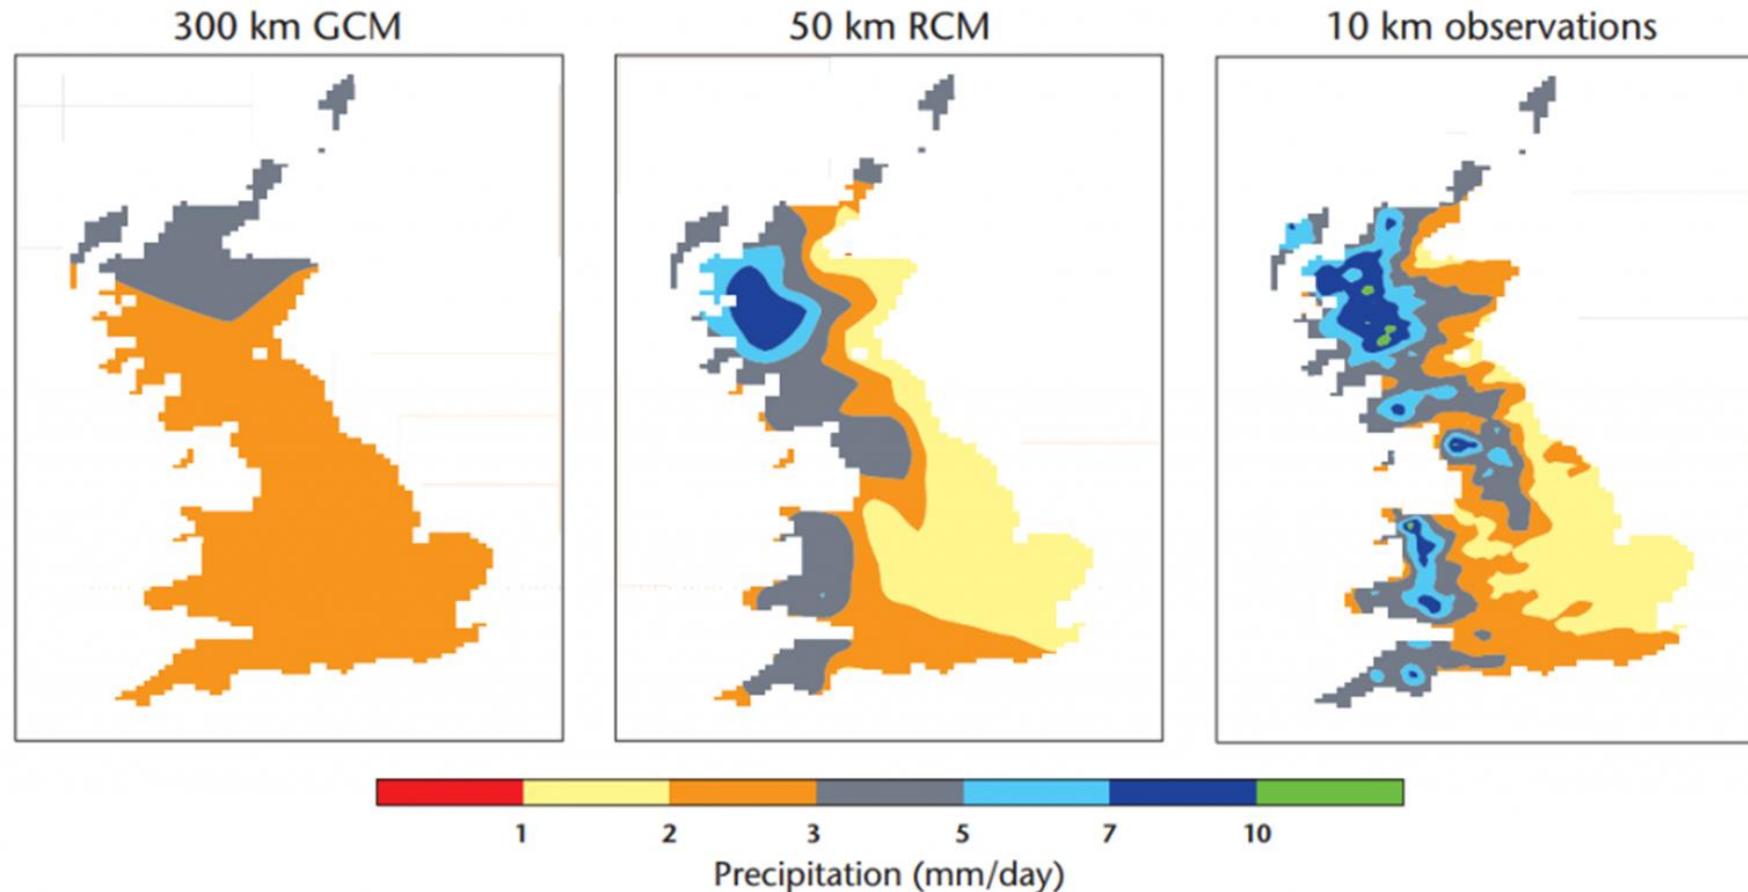 300 km GCM
50 km RCM
10 km observations
1 2 3 5 7 10
Precipitation (mm/day)